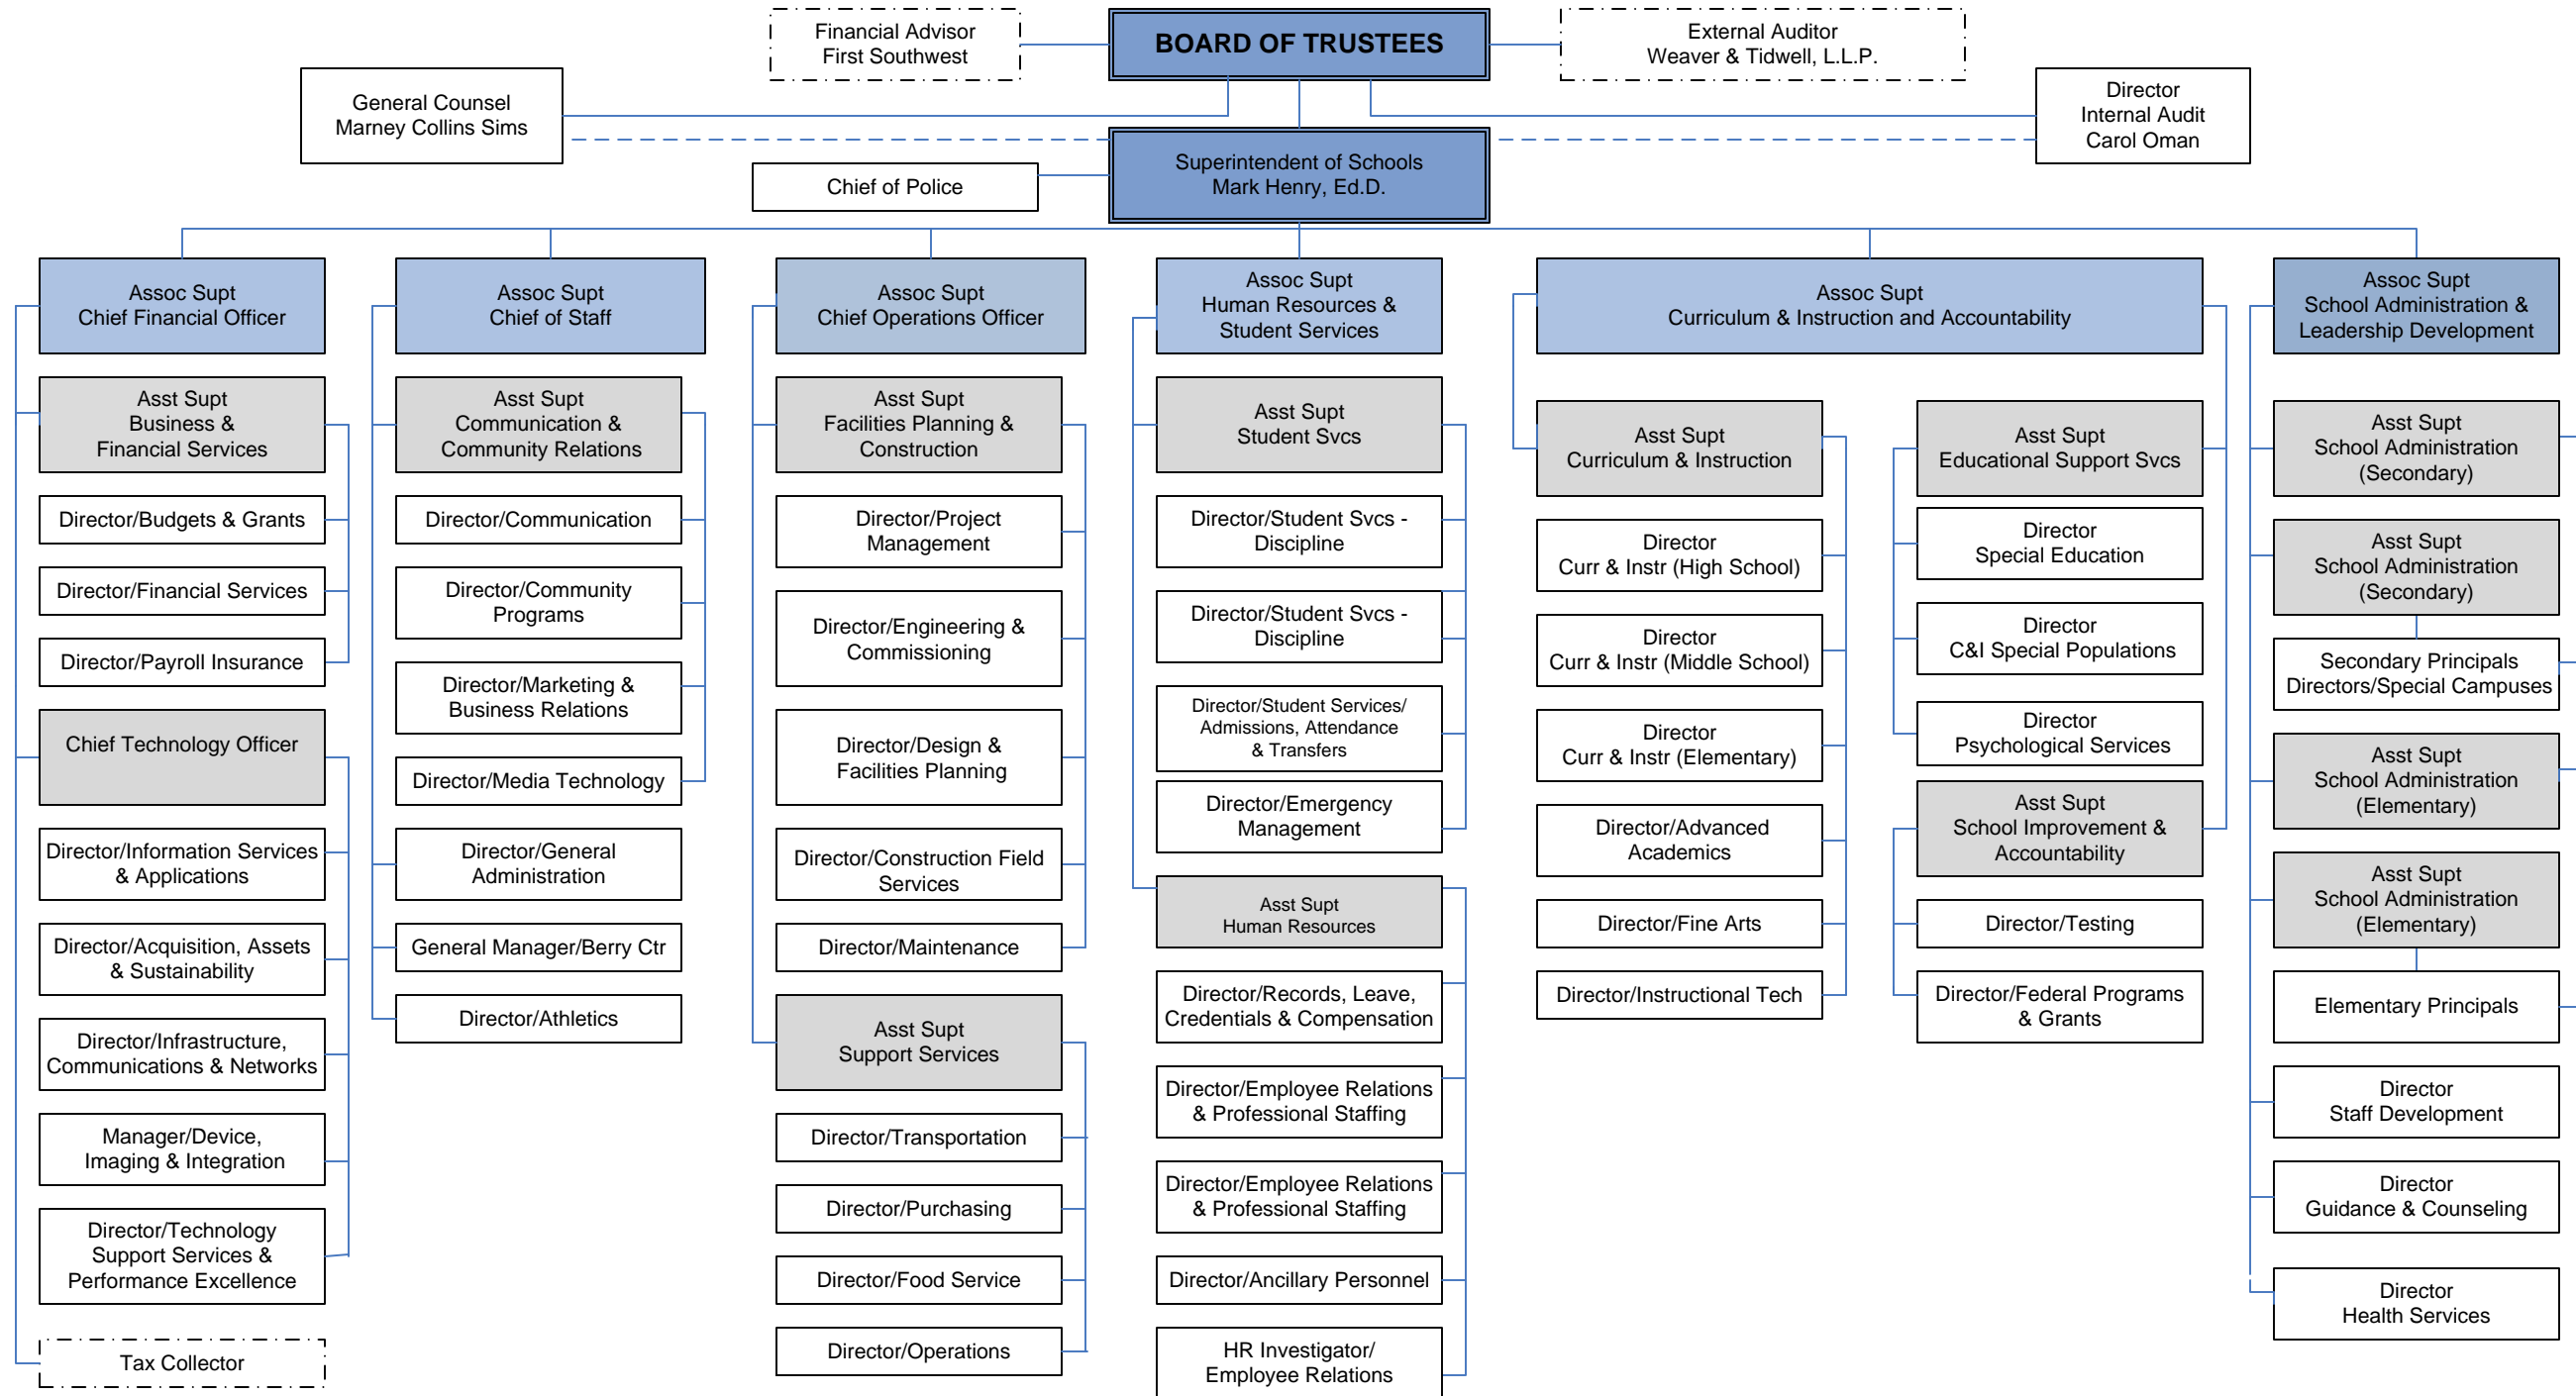 Financial Advisor
First Southwest
BOARD OF TRUSTEES
External Auditor
Weaver & Tidwell, L.L.P.
General Counsel
Marney Collins Sims
Director
Internal Audit
Carol Oman
Superintendent of Schools
Mark Henry, Ed.D.
Chief of Police
Assoc Supt
Chief Financial Officer
Asst Supt
Business &
Financial Services
Director/Budgets & Grants
Director/Financial Services
Director/Payroll Insurance
Chief Technology Officer
Director/Information Services
& Applications
Director/Acquisition, Assets
& Sustainability
Director/Infrastructure,
Communications & Networks
Manager/Device,
Imaging & Integration
Director/Technology
Support Services &
Performance Excellence
Tax Collector
Assoc Supt
Chief of Staff
Asst Supt
Communication &
Community Relations
Director/Communication
Director/Community
Programs
Director/Marketing &
Business Relations
Director/Media Technology
Director/General
Administration
General Manager/Berry Ctr
Director/Athletics
Assoc Supt
Chief Operations Officer
Asst Supt
Facilities Planning &
Construction
Director/Project
Management
Director/Engineering &
Commissioning
Director/Design &
Facilities Planning
Director/Construction Field
Services
Director/Maintenance
Asst Supt
Support Services
Director/Transportation
Director/Purchasing
Director/Food Service
Director/Operations
Assoc Supt
Human Resources &
Student Services
Asst Supt
Student Svcs
Director/Student Svcs -
Discipline
Director/Student Svcs -
Discipline
Director/Student Services/
Admissions, Attendance
& Transfers
Director/Emergency
Management
Asst Supt
Human Resources
Director/Records, Leave,
Credentials & Compensation
Director/Employee Relations
& Professional Staffing
Director/Employee Relations
& Professional Staffing
Director/Ancillary Personnel
HR Investigator/
Employee Relations
Assoc Supt
Curriculum & Instruction and Accountability
Asst Supt
Curriculum & Instruction
Director
Curr & Instr (High School)
Director
Curr & Instr (Middle School)
Director
Curr & Instr (Elementary)
Director/Advanced
Academics
Director/Fine Arts
Director/Instructional Tech
Asst Supt
Educational Support Svcs
Director
Special Education
Director
C&I Special Populations
Director
Psychological Services
Asst Supt
School Improvement &
Accountability
Director/Testing
Director/Federal Programs
& Grants
Assoc Supt
School Administration &
Leadership Development
Asst Supt
School Administration
(Secondary)
Asst Supt
School Administration
(Secondary)
Secondary Principals
Directors/Special Campuses
Asst Supt
School Administration
(Elementary)
Asst Supt
School Administration
(Elementary)
Elementary Principals
Director
Staff Development
Director
Guidance & Counseling
Director
Health Services